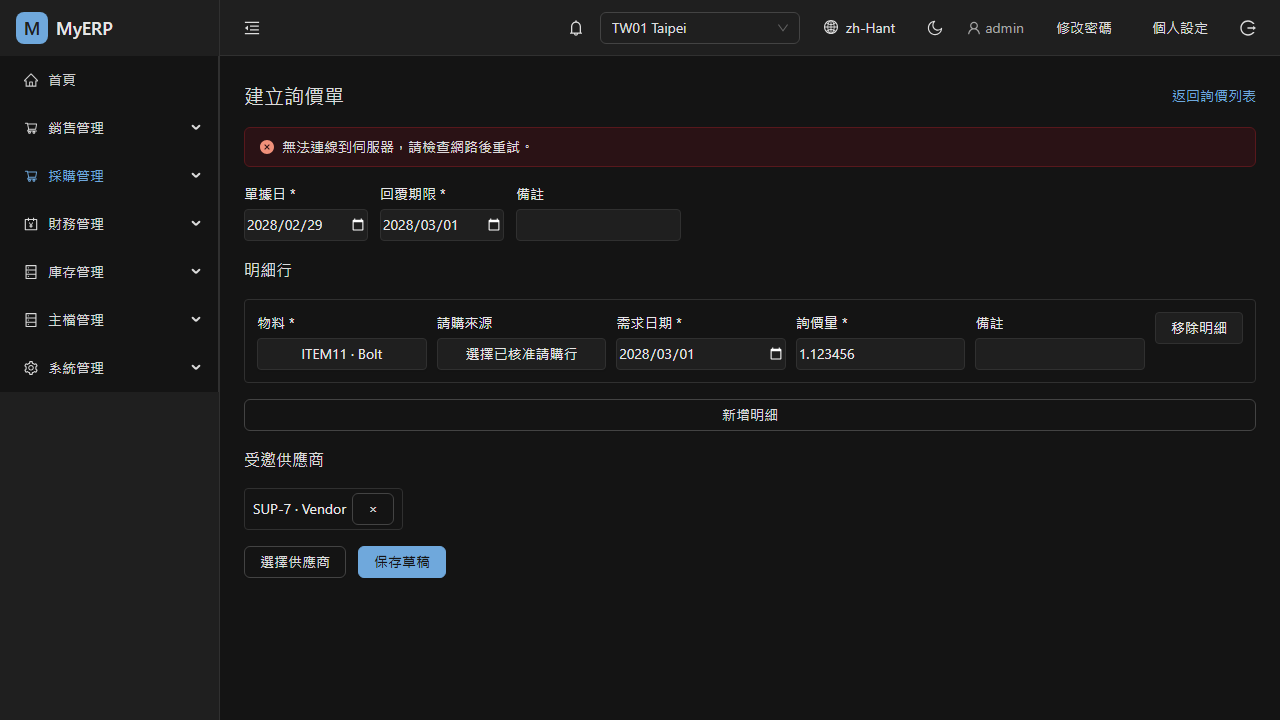 M MyERP
TW01 Taipei
zh-Hant
admin
修改密碼
個人設定
首頁
銷售管理
採購管理
財務管理
庫存管理
主檔管理
系統管理
建立詢價單
返回詢價列表
無法連線到伺服器，請檢查網路後重試。
單據日 *
回覆期限 *
備註
2028/02/29
2028/03/01
明細行
物料 *
請購來源
需求日期 *
詢價量 *
備註
ITEM11 · Bolt
選擇已核准請購行
2028/03/01
1.123456
移除明細
新增明細
受邀供應商
SUP-7 · Vendor
×
選擇供應商
保存草稿